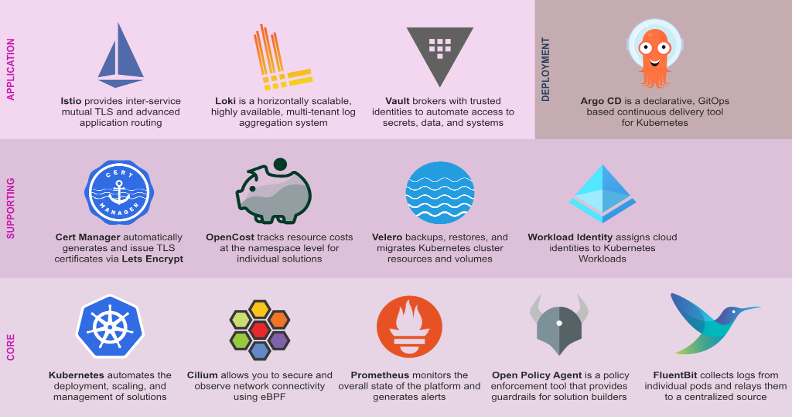 APPLICATION
Istio provides inter-service
mutual TLS and advanced
application routing
Loki is a horizontally scalable,
highly available, multi-tenant log
aggregation system
Vault brokers with trusted
identities to automate access to
secrets, data, and systems
DEPLOYMENT
Argo CD is a declarative, GitOps
based continuous delivery tool
for Kubernetes
SUPPORTING
CERT
MANAGER
Cert Manager automatically
generates and issue TLS
certificates via Lets Encrypt
OpenCost tracks resource costs
at the namespace level for
individual solutions
Velero backups, restores, and
migrates Kubernetes cluster
resources and volumes
Workload Identity assigns cloud
identities to Kubernetes
Workloads
CORE
Kubernetes automates the
deployment, scaling, and
management of solutions
Cilium allows you to secure and
observe network connectivity
using eBPF
Prometheus monitors the
overall state of the platform and
generates alerts
Open Policy Agent is a policy
enforcement tool that provides
guardrails for solution builders
FluentBit collects logs from
individual pods and relays them
to a centralized source